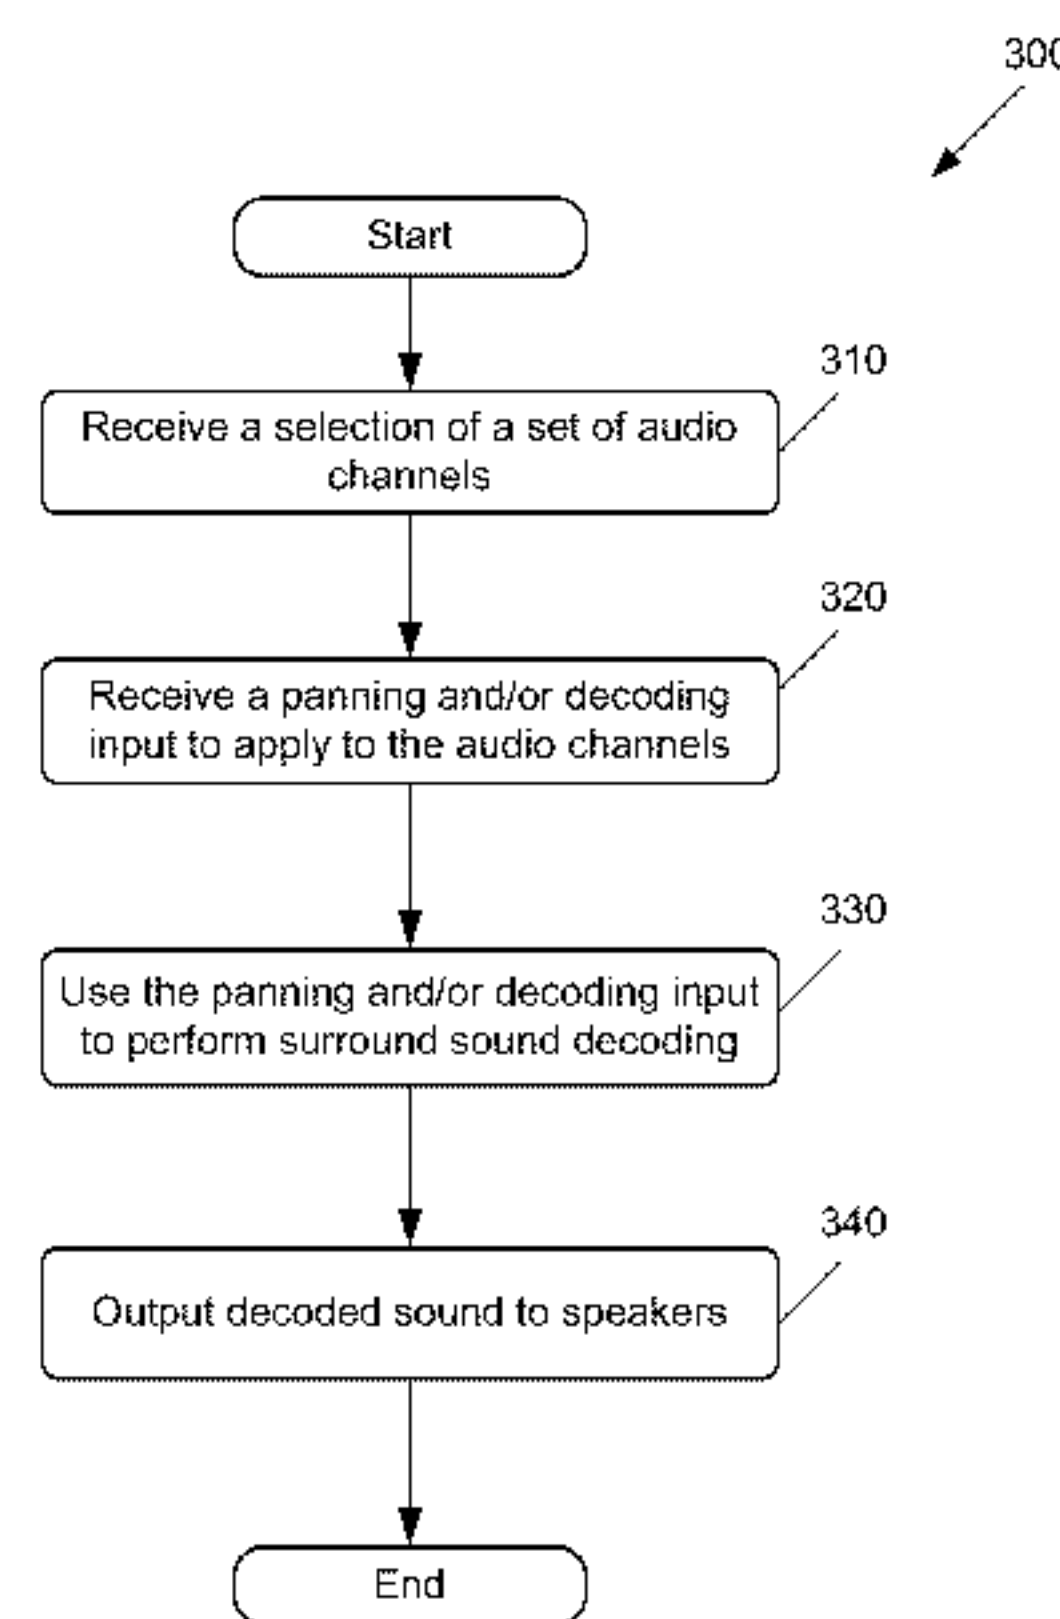 300
Start
310
Receive a selection of a set of audio
channels
320
Receive a panning and/or decoding
input to apply to the audio channels
330
Use the panning and/or decoding input
to perform surround sound decoding
340
Output decoded sound to speakers
End